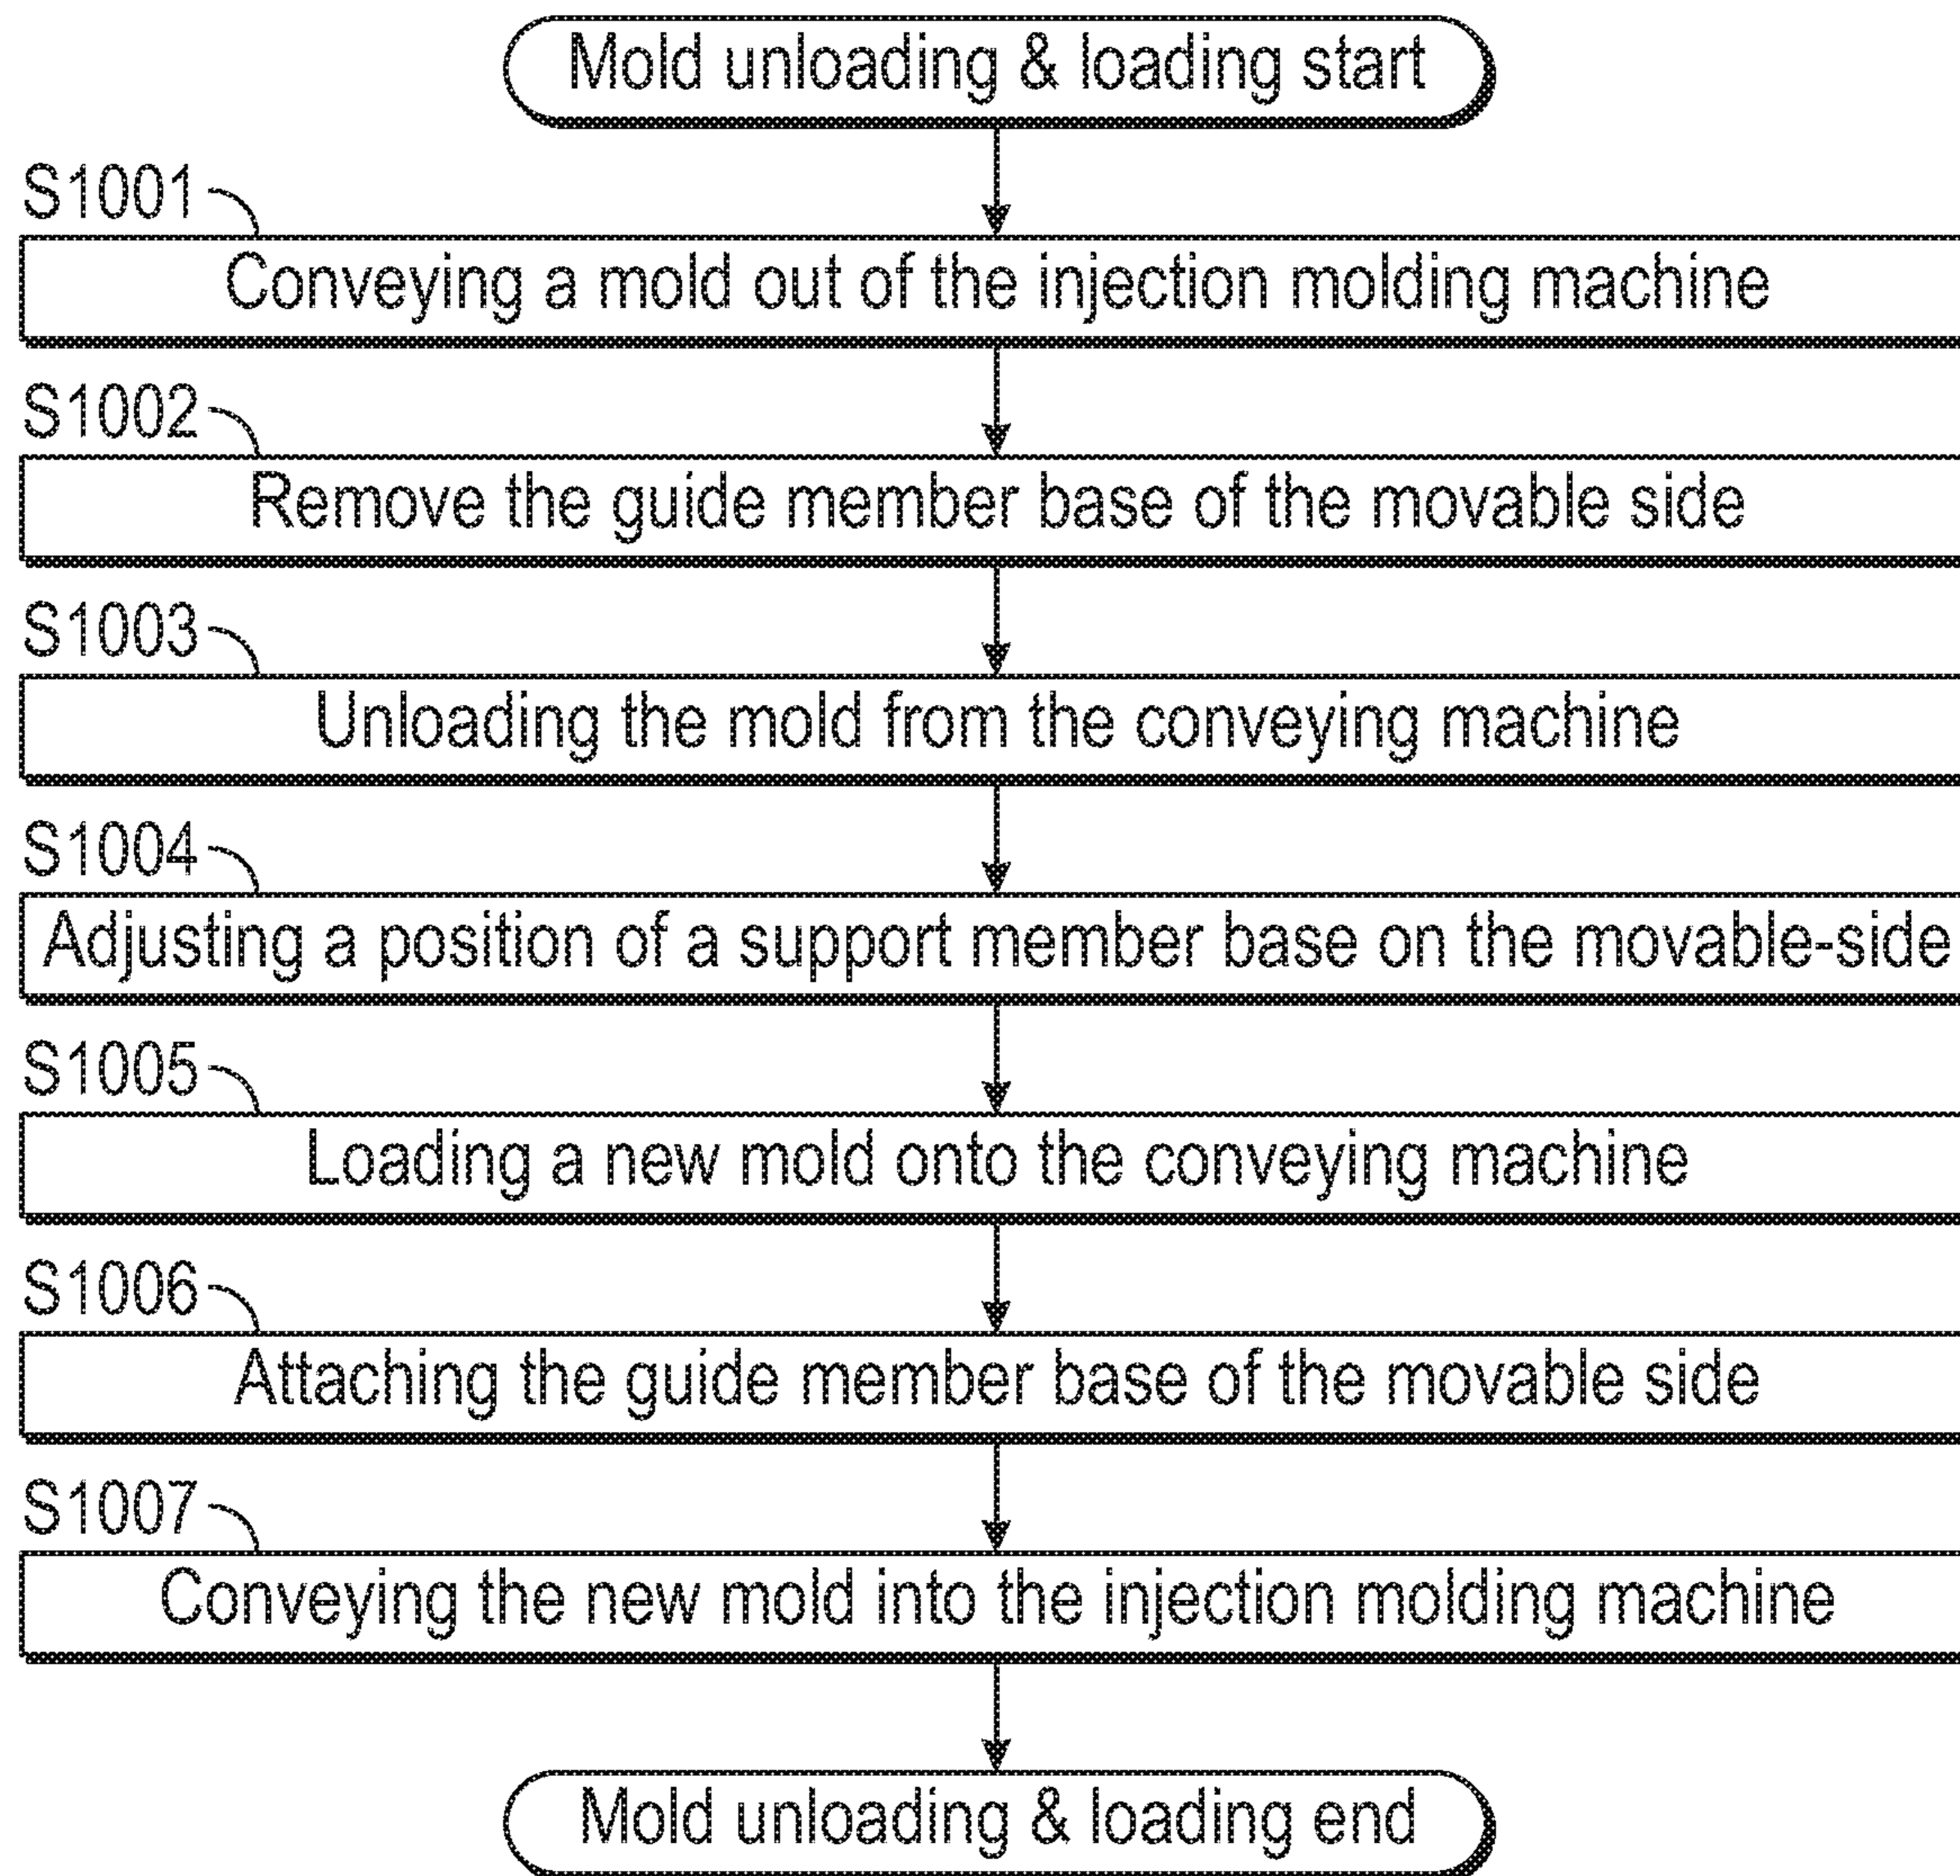 Mold unloading & loading start
S1001
Conveying a mold out of the injection molding machine
S1002
Remove the guide member base of the movable side
S1003
Unloading the mold from the conveying machine
S1004
Adjusting a position of a support member base on the movable-side
S1005
Loading a new mold onto the conveying machine
S1006
Attaching the guide member base of the movable side
S1007
Conveying the new mold into the injection molding machine
Mold unloading & loading end